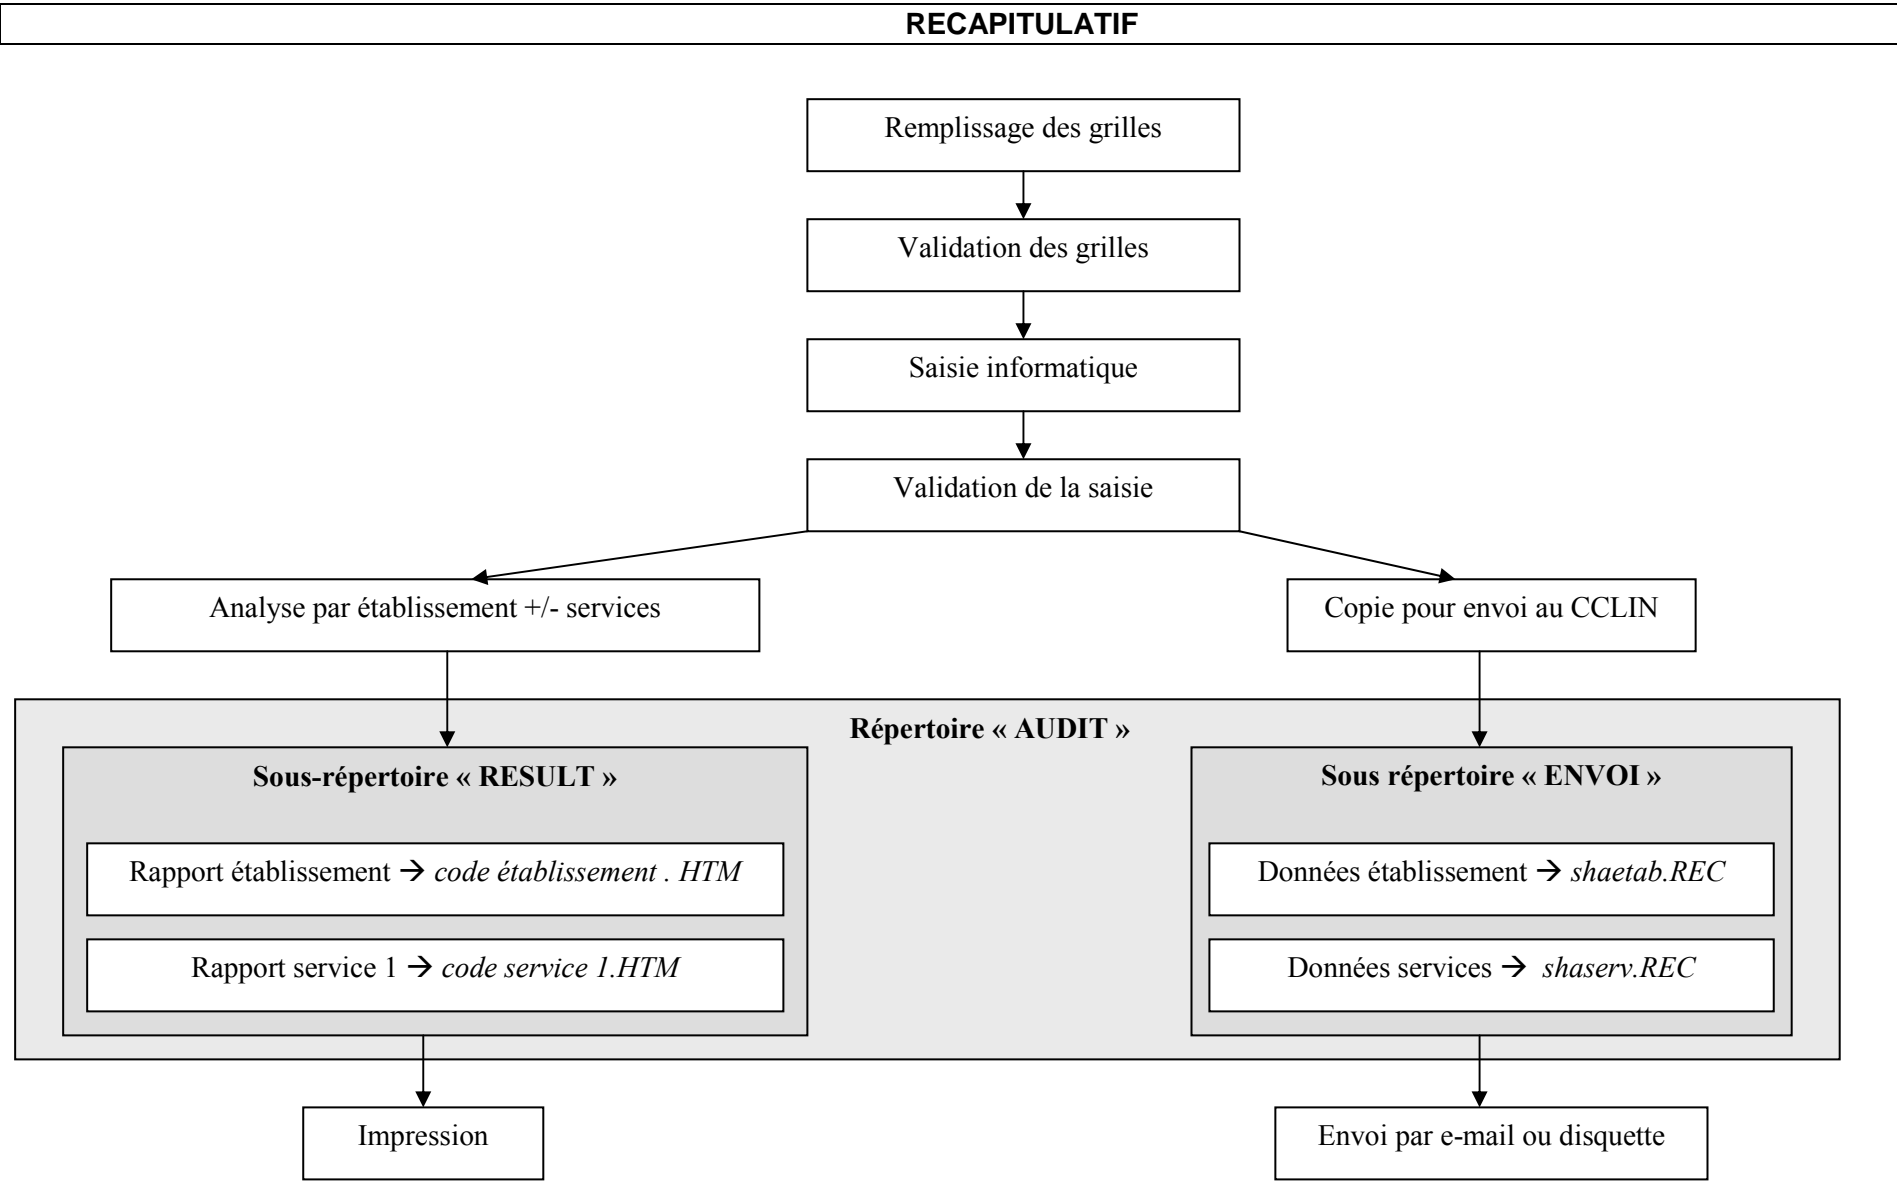 RECAPITULATIF
Remplissage des grilles
Validation des grilles
Saisie informatique
Validation de la saisie
Analyse par établissement +/- services
Copie pour envoi au CCLIN
Répertoire « AUDIT »
Sous-répertoire « RESULT »
Rapport établissement → code établissement . HTM
Rapport service 1 → code service 1.HTM
Sous répertoire « ENVOI »
Données établissement → shaetab.REC
Données services → shaserv.REC
Impression
Envoi par e-mail ou disquette